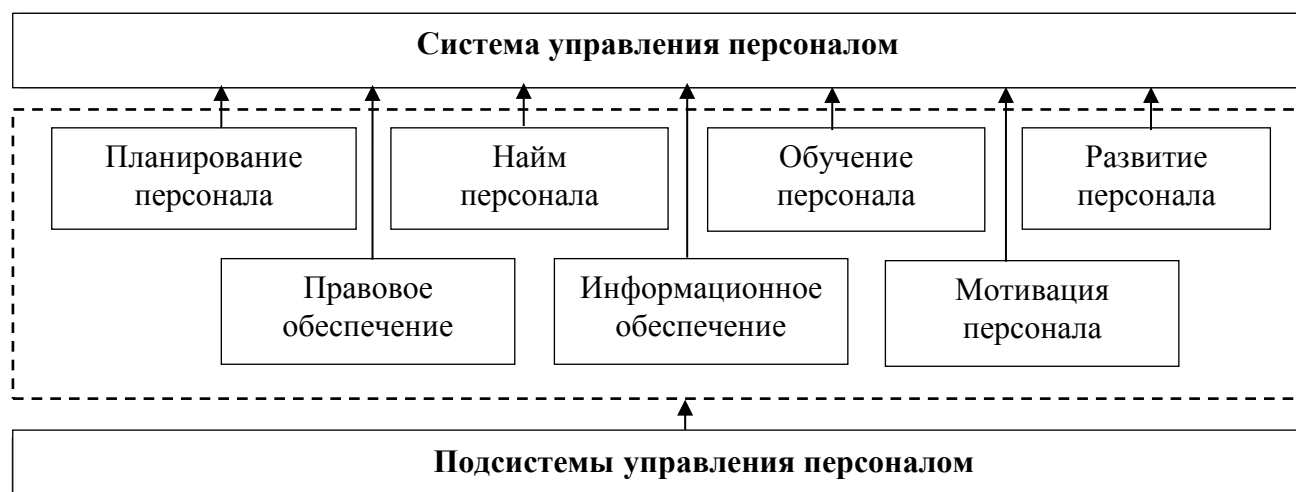 Система управления персоналом
Планирование
персонала
Найм
персонала
Обучение
персонала
Развитие
персонала
Правовое
обеспечение
Информационное
обеспечение
Мотивация
персонала
Подсистемы управления персоналом